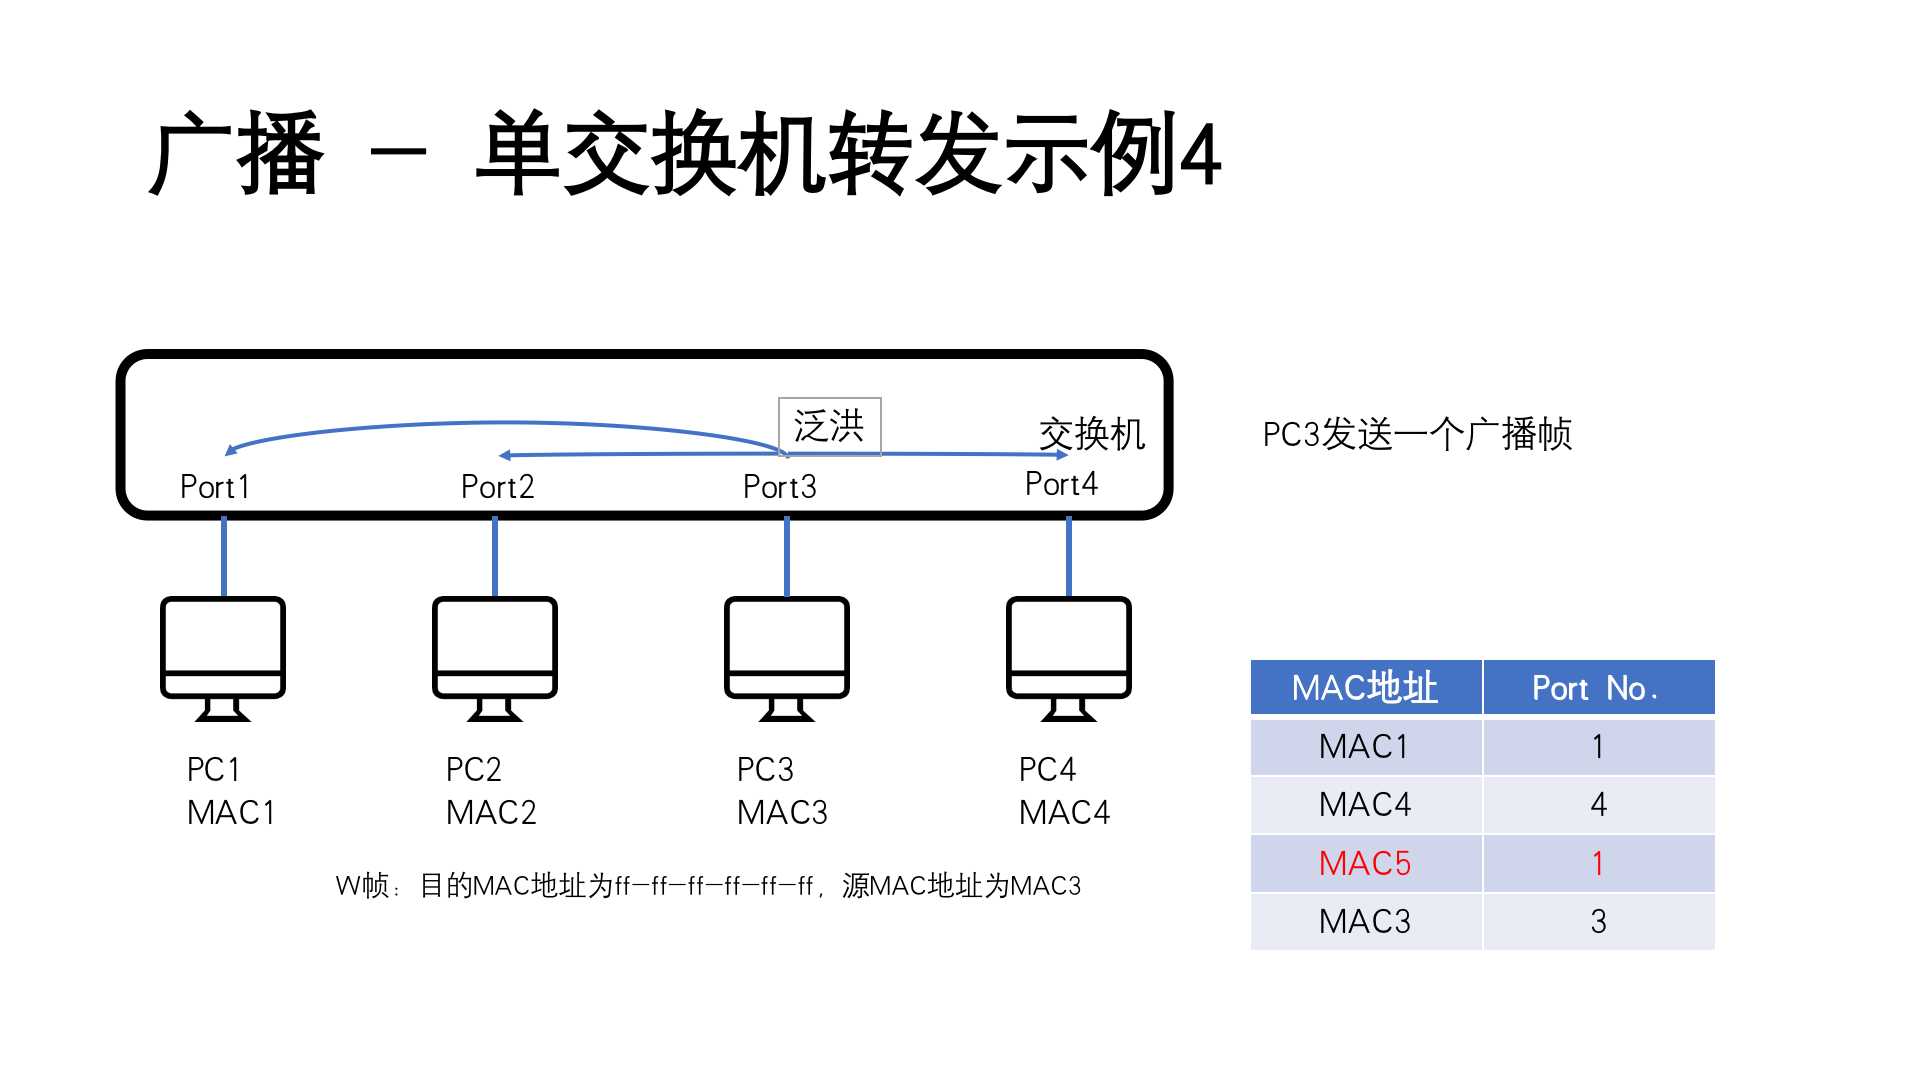 广播 - 单交换机转发示例4
泛洪
交换机
PC3发送一个广播帧
Port1
Port2
Port3
Port4
PC1
MAC1
PC2
MAC2
PC3
MAC3
PC4
MAC4
MAC地址 Port No.
MAC1 1
MAC4 4
MAC5 1
MAC3 3
W帧：目的MAC地址为ff-ff-ff-ff-ff-ff，源MAC地址为MAC3